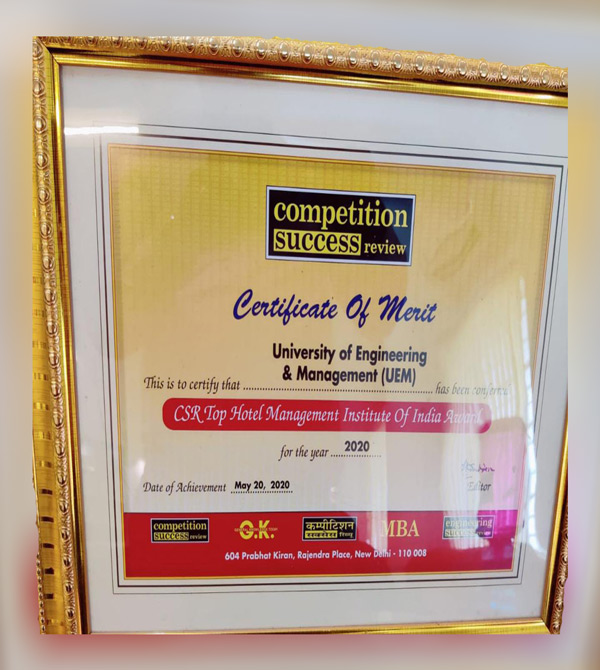 competition
success review
Certificate Of Merit
University of Engineering
& Management (UEM)
This is to certify that ........................................ has been conferred
CSR Top Hotel Management Institute Of India Award
for the year ...2020...
Date of Achievement ..May 20, 2020..
Editor
competition
success review
G.K.
कम्पीटिशन
सक्सेस रिव्यू
MBA
engineering
success review
604 Prabhat Kiran, Rajendra Place, New Delhi - 110 008